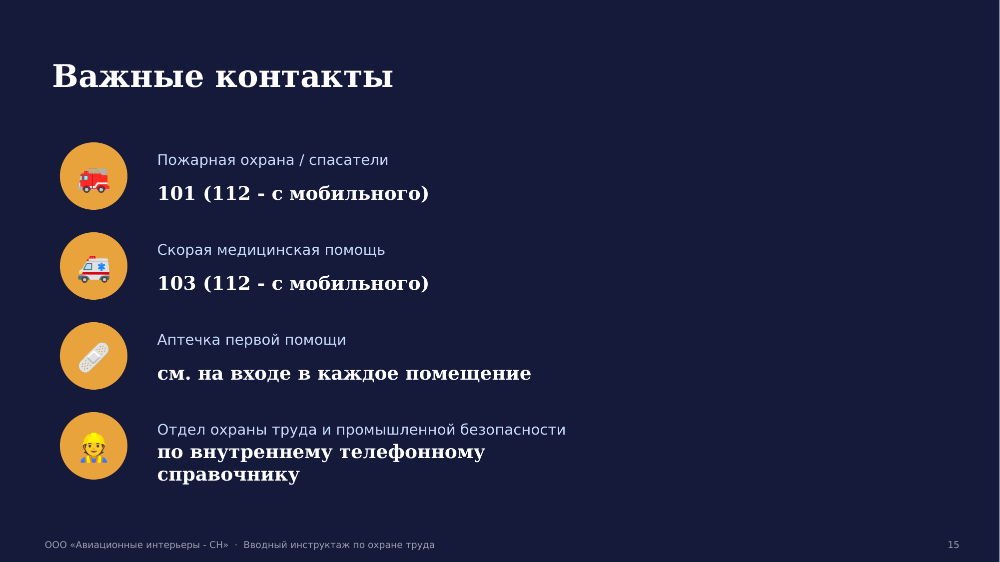 Важные контакты
Пожарная охрана / спасатели
101 (112 - с мобильного)
Скорая медицинская помощь
103 (112 - с мобильного)
Аптечка первой помощи
см. на входе в каждое помещение
Отдел охраны труда и промышленной безопасности
по внутреннему телефонному
справочнику
ООО «Авиационные интерьеры - СН» · Вводный инструктаж по охране труда
15